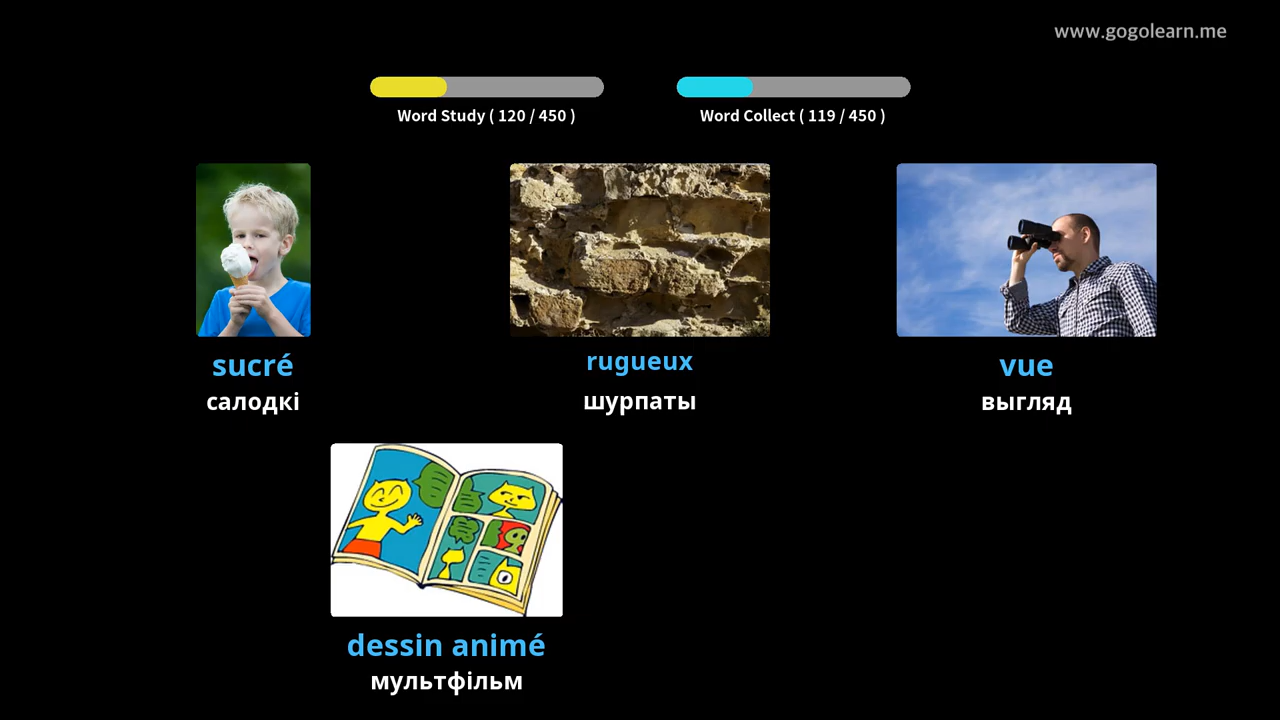 www.gogolearn.me
Word Study ( 120 / 450 )
Word Collect ( 119 / 450 )
sucré
салодкі
rugueux
шурпаты
vue
выгляд
dessin animé
мультфільм